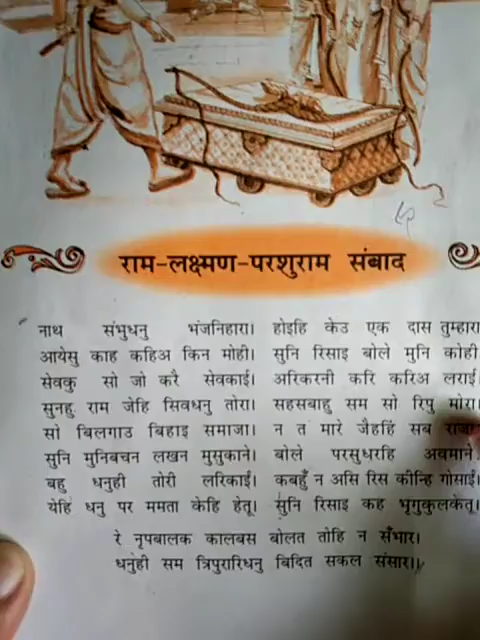 राम-लक्ष्मण-परशुराम संबाद
नाथ संभुधनु भंजनिहारा। होइहि केउ एक दास तुम्हारा
आयेसु काह कहिअ किन मोही। सुनि रिसाइ बोले मुनि कोही
सेवकु सो जो करै सेवकाई। अरिकरनी करि करिअ लराई।
सुनहु राम जेहि सिवधनु तोरा। सहसबाहु सम सो रिपु मोरा।
सो बिलगाउ बिहाइ समाजा। न त मारे जैहहिं सब राजा
सुनि मुनिबचन लखन मुसुकाने। बोले परसुधरहि अवमाने
बहु धनुही तोरी लरिकाईं। कबहुँ न असि रिस कीन्हि गोसाईं
येहि धनु पर ममता केहि हेतू। सुनि रिसाइ कह भृगुकुलकेतू।
रे नृपबालक कालबस बोलत तोहि न सँभार।
धनुही सम त्रिपुरारिधनु बिदित सकल संसार।।